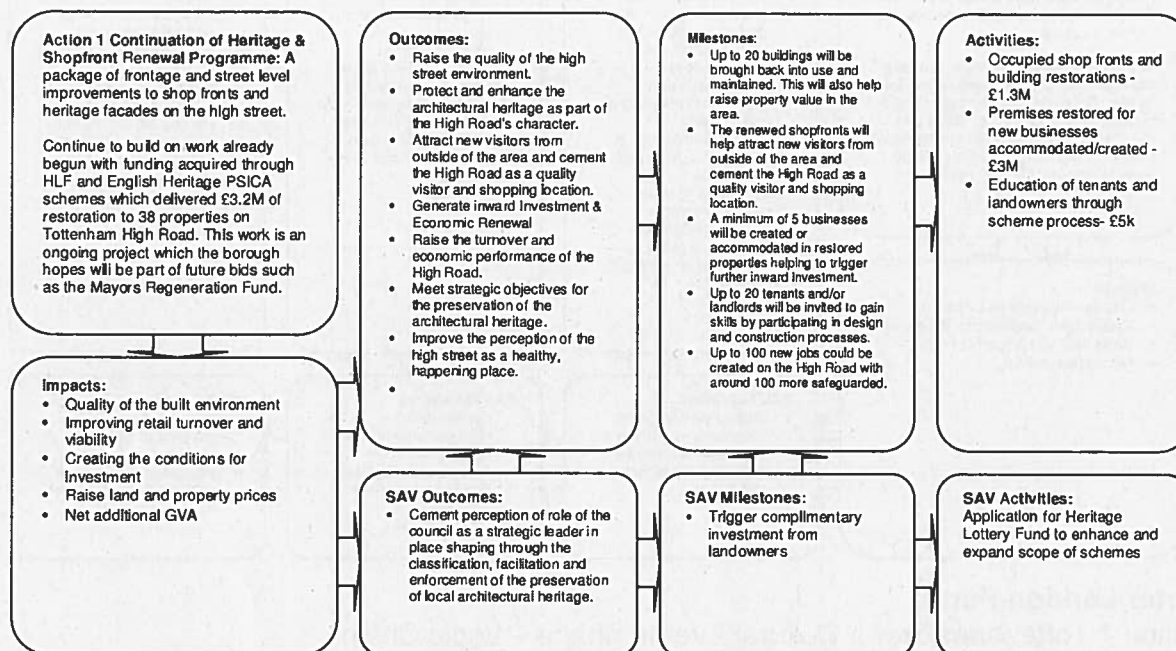 Action 1 Continuation of Heritage &
Shopfront Renewal Programme: A
package of frontage and street level
improvements to shop fronts and
heritage facades on the high street.
Continue to build on work already
begun with funding acquired through
HLF and English Heritage PSICA
schemes which delivered £3.2M of
restoration to 38 properties on
Tottenham High Road. This work is an
ongoing project which the borough
hopes will be part of future bids such
as the Mayors Regeneration Fund.
Impacts:
• Quality of the built environment
• Improving retail turnover and
viability
• Creating the conditions for
Investment
• Raise land and property prices
• Net additional GVA
Outcomes:
• Raise the quality of the high
street environment.
• Protect and enhance the
architectural heritage as part of
the High Road's character.
• Attract new visitors from
outside of the area and cement
the High Road as a quality
visitor and shopping location.
• Generate inward Investment &
Economic Renewal
• Raise the turnover and
economic performance of the
High Road.
• Meet strategic objectives for
the preservation of the
architectural heritage.
• Improve the perception of the
high street as a healthy,
happening place.
•
SAV Outcomes:
• Cement perception of role of the
council as a strategic leader in
place shaping through the
classification, facilitation and
enforcement of the preservation
of local architectural heritage.
Milestones:
• Up to 20 buildings will be
brought back into use and
maintained. This will also help
raise property value in the
area.
• The renewed shopfronts will
help attract new visitors from
outside of the area and
cement the High Road as a
quality visitor and shopping
location.
• A minimum of 5 businesses
will be created or
accommodated in restored
properties helping to trigger
further inward Investment.
• Up to 20 tenants and/or
landlords will be invited to gain
skills by participating in design
and construction processes.
• Up to 100 new jobs could be
created on the High Road with
around 100 more safeguarded.
SAV Milestones:
• Trigger complimentary
investment from
landowners
Activities:
• Occupied shop fronts and
building restorations -
£1.3M
• Premises restored for
new businesses
accommodated/created -
£3M
• Education of tenants and
landowners through
scheme process- £5k
SAV Activities:
Application for Heritage
Lottery Fund to enhance and
expand scope of schemes